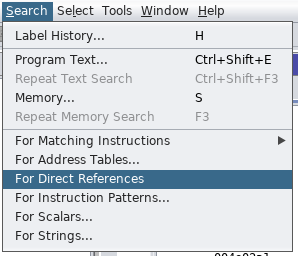 Search Select Tools Window Help
Label History... H
Program Text... Ctrl+Shift+E
Repeat Text Search Ctrl+Shift+F3
Memory... S
Repeat Memory Search F3
For Matching Instructions
For Address Tables...
For Direct References
For Instruction Patterns...
For Scalars...
For Strings...